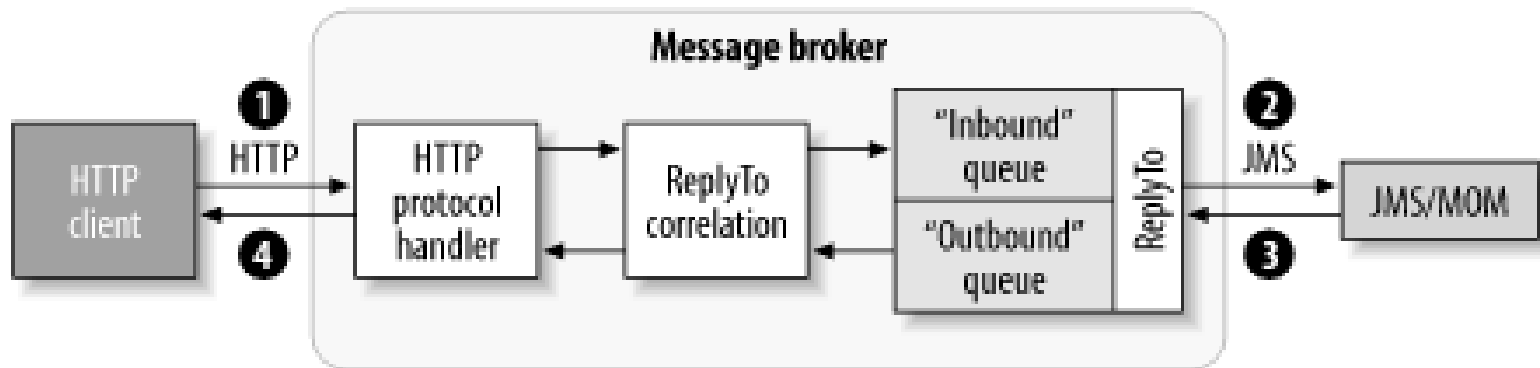 Message broker
1
HTTP
HTTP
client
4
HTTP
protocol
handler
ReplyTo
correlation
“Inbound”
queue
“Outbound”
queue
ReplyTo
2
JMS
3
JMS/MOM